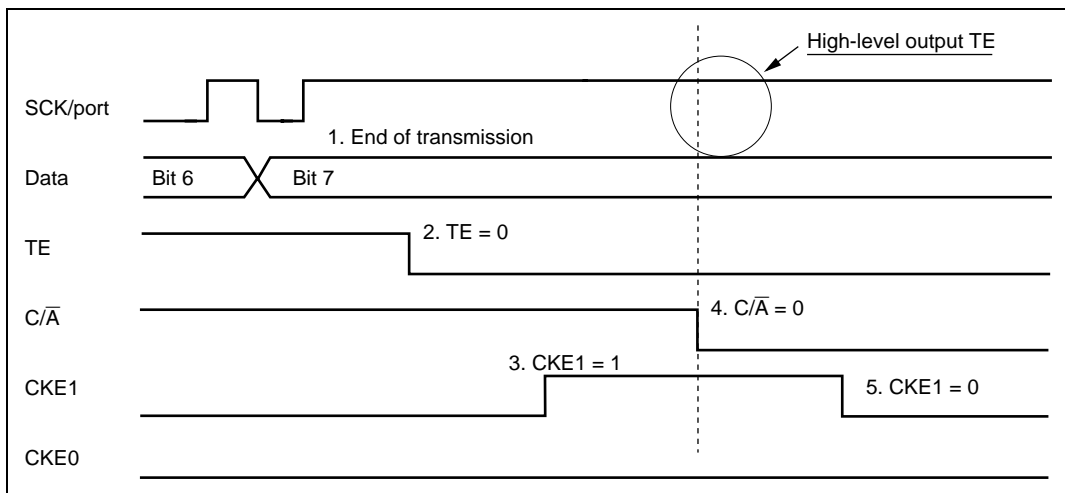 High-level output TE
SCK/port
1. End of transmission
Data
Bit 6
Bit 7
TE
2. TE = 0
C/A̅
4. C/A̅ = 0
CKE1
3. CKE1 = 1
5. CKE1 = 0
CKE0